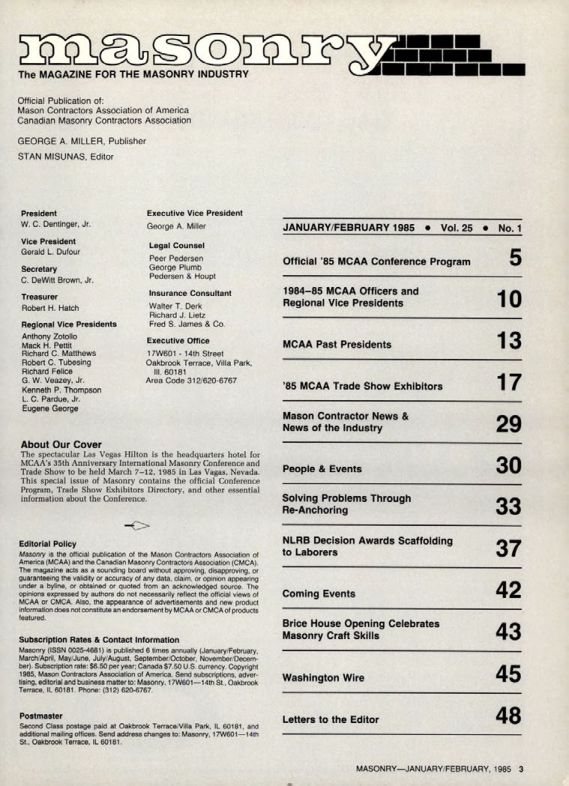 masonry
The MAGAZINE FOR THE MASONRY INDUSTRY
Official Publication of:
Mason Contractors Association of America
Canadian Masonry Contractors Association
GEORGE A. MILLER, Publisher
STAN MISUNAS, Editor
President
W. C. Dentinger, Jr.
Vice President
Gerald L. Dufour
Secretary
C. DeWitt Brown, Jr.
Treasurer
Robert H. Hatch
Regional Vice Presidents
Anthony Zotollo
Mack H. Pettit
Richard C. Matthews
Robert C. Tubesing
Richard Felice
G. W. Veazey, Jr.
Kenneth P. Thompson
L. C. Pardue, Jr.
Eugene George
Executive Vice President
George A. Miller
Legal Counsel
Peer Pedersen
George Plumb
Pedersen & Houpt
Insurance Consultant
Walter T. Derk
Richard J. Lietz
Fred S. James & Co.
Executive Office
17W601 - 14th Street
Oakbrook Terrace, Villa Park,
Ill. 60181
Area Code 312/620-6767
About Our Cover
The spectacular Las Vegas Hilton is the headquarters hotel for
MCAA's 35th Anniversary International Masonry Conference and
Trade Show to be held March 7–12, 1985 in Las Vagas, Nevada.
This special issue of Masonry contains the official Conference
Program, Trade Show Exhibitors Directory, and other essential
information about the Conference.
Editorial Policy
Masonry is the official publication of the Mason Contractors Association of
America (MCAA) and the Canadian Masonry Contractors Association (CMCA).
The magazine acts as a sounding board without approving, disapproving, or
guaranteeing the validity or accuracy of any data, claim, or opinion appearing
under a byline, or obtained or quoted from an acknowledged source. The
opinions expressed by authors do not necessarily reflect the official views of
MCAA or CMCA. Also, the appearance of advertisements and new product
information does not constitute an endorsement by MCAA or CMCA of products
featured.
Subscription Rates & Contact Information
Masonry (ISSN 0025-4681) is published 6 times annually (January/February,
March/April, May/June, July/August, September/October, November/Decem-
ber). Subscription rate: $6.50 per year; Canada $7.50 U.S. currency. Copyright
1985, Mason Contractors Association of America. Send subscriptions, adver-
tising, editorial and business matter to: Masonry, 17W601—14th St., Oakbrook
Terrace, IL 60181. Phone: (312) 620-6767.
Postmaster
Second Class postage paid at Oakbrook Terrace/Villa Park, IL 60181, and
additional mailing offices. Send address changes to: Masonry, 17W601—14th
St., Oakbrook Terrace, IL 60181.
JANUARY/FEBRUARY 1985 • Vol. 25 • No. 1
Official '85 MCAA Conference Program 5
1984–85 MCAA Officers and
Regional Vice Presidents 10
MCAA Past Presidents 13
'85 MCAA Trade Show Exhibitors 17
Mason Contractor News &
News of the Industry 29
People & Events 30
Solving Problems Through
Re-Anchoring 33
NLRB Decision Awards Scaffolding
to Laborers 37
Coming Events 42
Brice House Opening Celebrates
Masonry Craft Skills 43
Washington Wire 45
Letters to the Editor 48
MASONRY—JANUARY/FEBRUARY, 1985 3